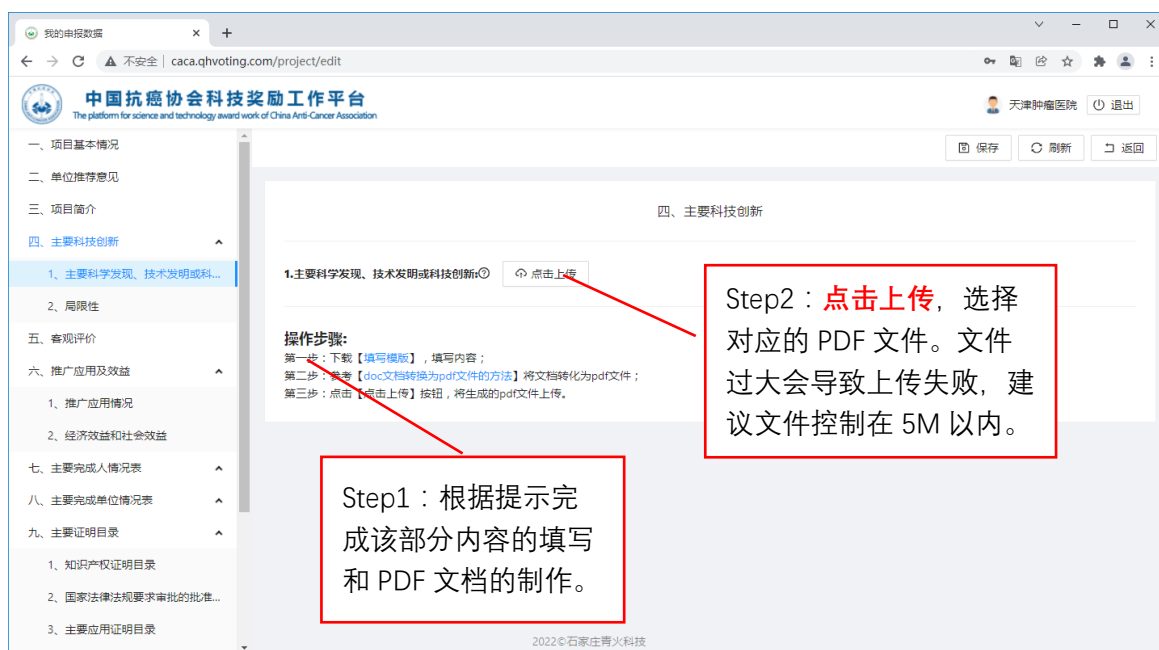 我的申报数据
不安全 | caca.qhvoting.com/project/edit
中国抗癌协会科技奖励工作平台
The platform for science and technology award work of China Anti-Cancer Association
天津肿瘤医院
退出
保存
刷新
返回
一、项目基本情况
二、单位推荐意见
三、项目简介
四、主要科技创新
1、主要科学发现、技术发明或科...
2、局限性
五、客观评价
六、推广应用及效益
1、推广应用情况
2、经济效益和社会效益
七、主要完成人情况表
八、主要完成单位情况表
九、主要证明目录
1、知识产权证明目录
2、国家法律法规要求审批的批准...
3、主要应用证明目录
四、主要科技创新
1.主要科学发现、技术发明或科技创新:
点击上传
操作步骤:
第一步：下载【填写模版】，填写内容；
第二步：参考【doc文档转换为pdf文件的方法】将文档转化为pdf文件；
第三步：点击【点击上传】按钮，将生成的pdf文件上传。
Step2：点击上传，选择
对应的 PDF 文件。文件
过大会导致上传失败，建
议文件控制在 5M 以内。
Step1：根据提示完
成该部分内容的填写
和 PDF 文档的制作。
2022©石家庄青火科技